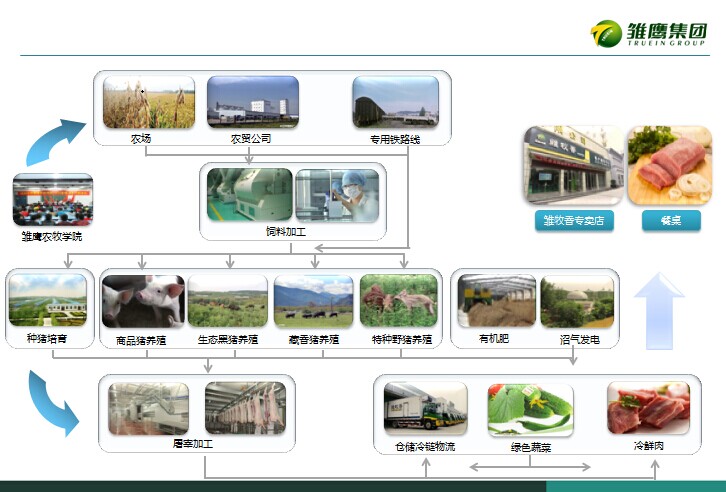 雏鹰集团
TRUEIN GROUP
农场
农贸公司
专用铁路线
雏鹰农牧学院
饲料加工
雏牧香专卖店
餐桌
种猪培育
商品猪养殖
生态黑猪养殖
藏香猪养殖
特种野猪养殖
有机肥
沼气发电
屠宰加工
仓储冷链物流
绿色蔬菜
冷鲜肉